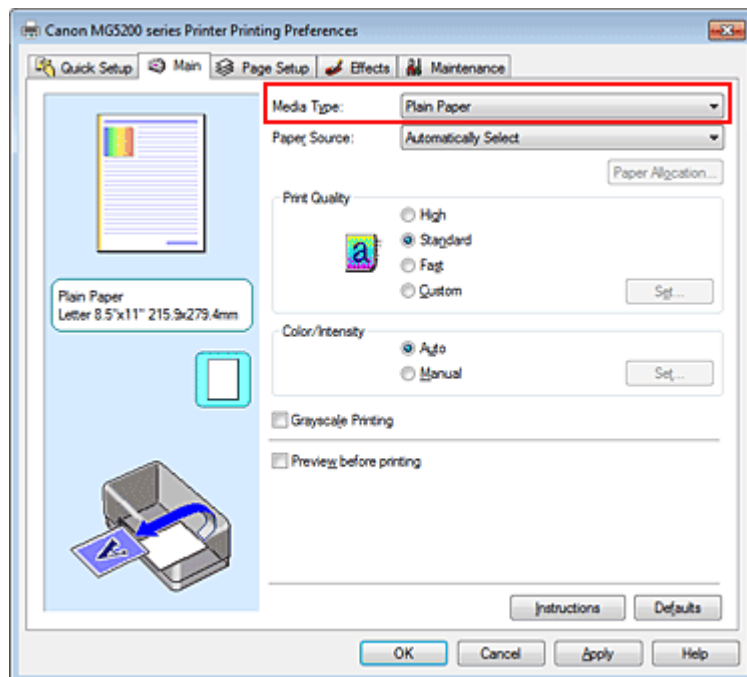 Canon MG5200 series Printer Printing Preferences
Quick Setup Main Page Setup Effects Maintenance
Media Type: Plain Paper
Paper Source: Automatically Select
Paper Allocation...
Print Quality
High
a Standard
Fast
Custom Set...
Plain Paper
Letter 8.5"x11" 215.9x279.4mm
Color/Intensity
Auto
Manual Set...
Grayscale Printing
Preview before printing
A
Instructions Defaults
OK Cancel Apply Help